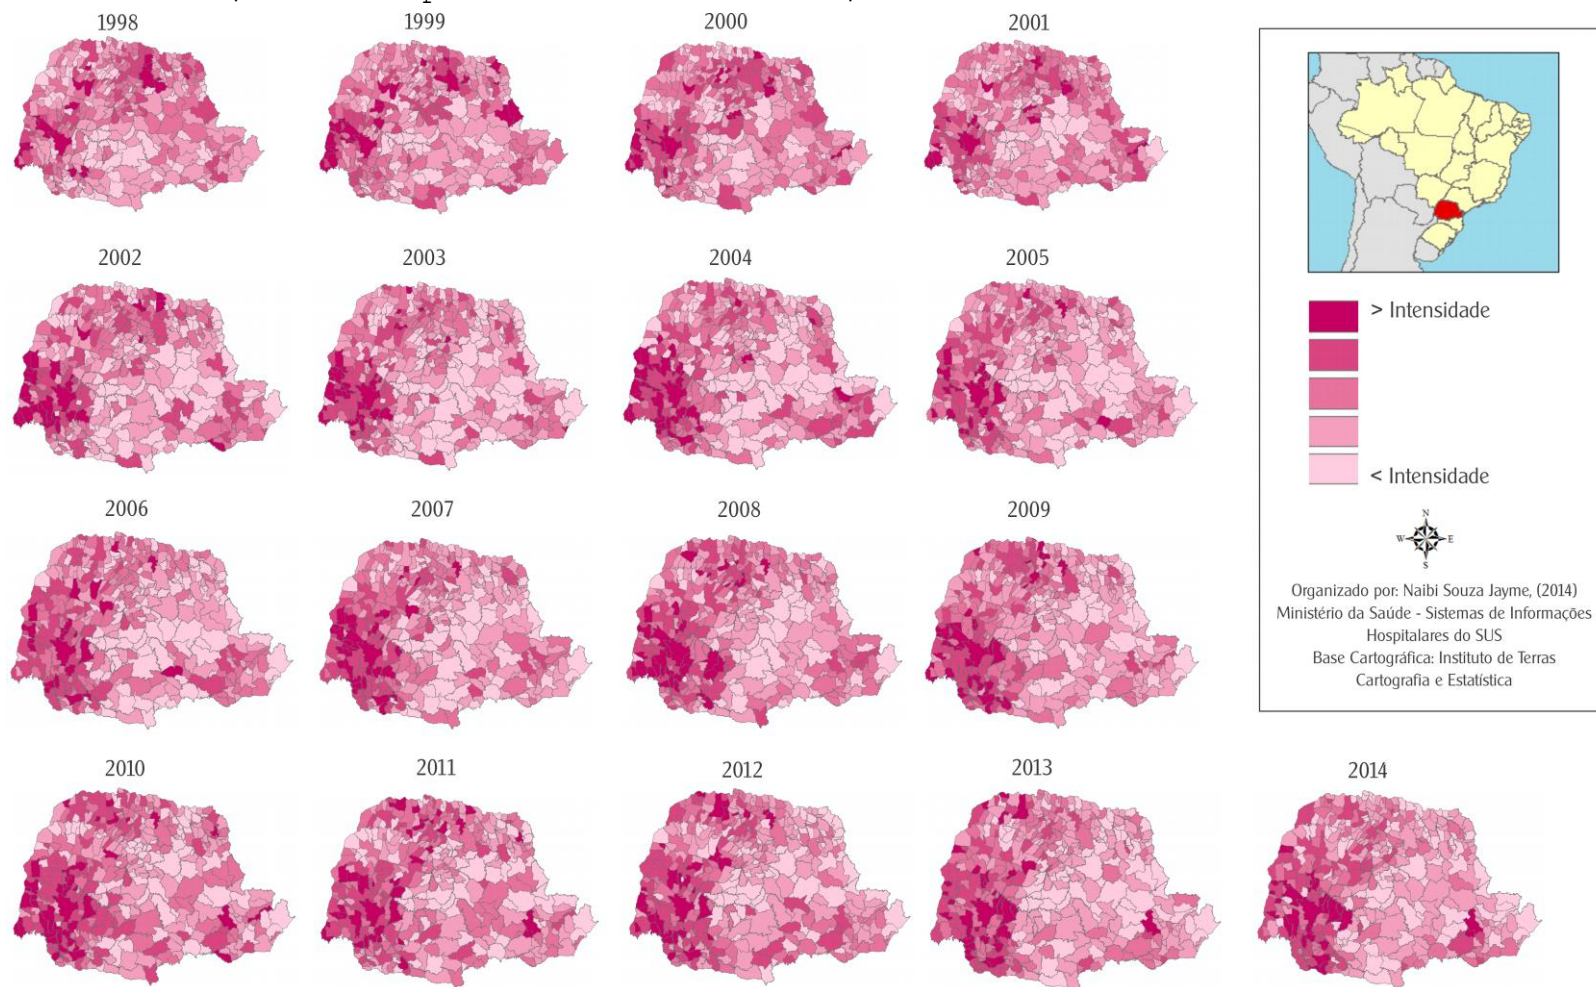 1998
1999
2000
2001
2002
2003
2004
2005
2006
2007
2008
2009
2010
2011
2012
2013
2014
> Intensidade
< Intensidade
N
W E
S
Organizado por: Naibi Souza Jayme, (2014)
Ministério da Saúde - Sistemas de Informações
Hospitalares do SUS
Base Cartográfica: Instituto de Terras
Cartografia e Estatística